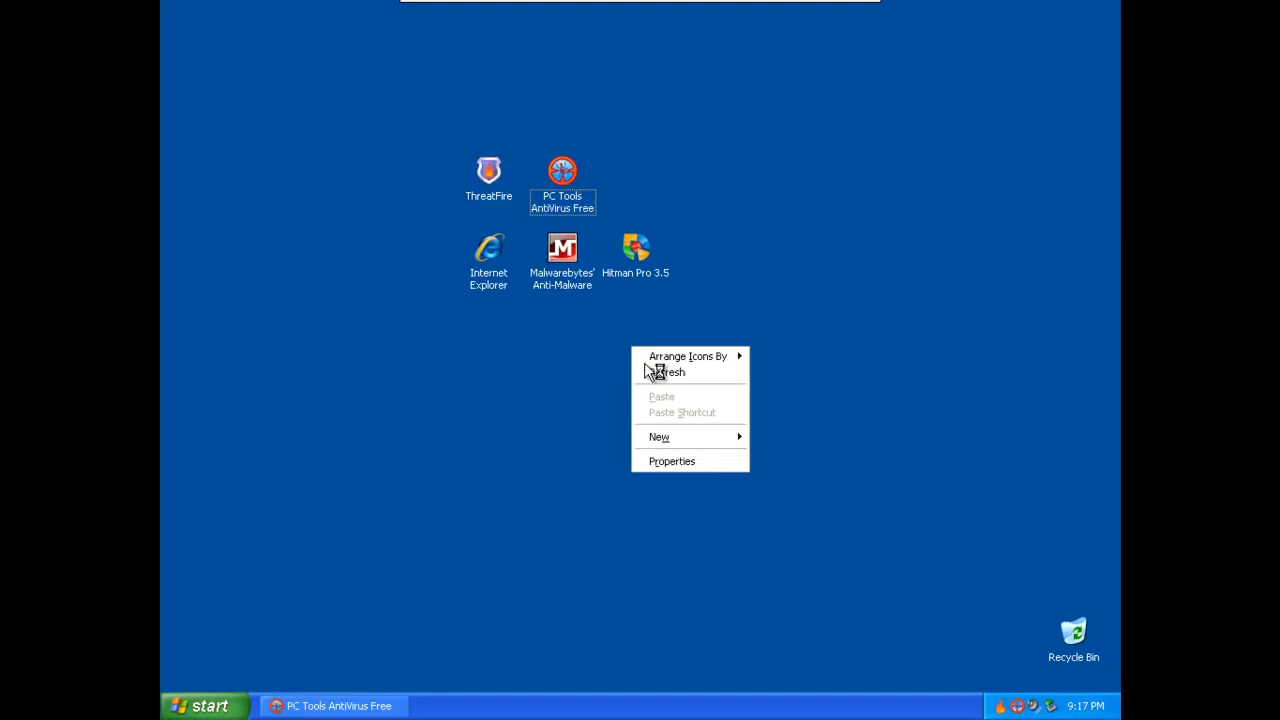 ThreatFire
PC Tools
AntiVirus Free
Internet
Explorer
Malwarebytes'
Anti-Malware
Hitman Pro 3.5
Arrange Icons By
Paste
Paste Shortcut
New
Properties
Recycle Bin
start
PC Tools AntiVirus Free
9:17 PM